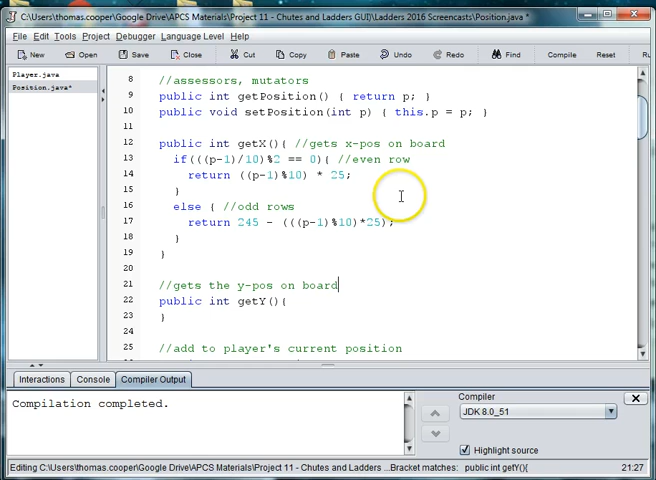 C:\Users\thomas.cooper\Google Drive\APCS Materials\Project 11 - Chutes and Ladders GUI)\Ladders 2016 Screencasts\Position.java *
File Edit Tools Project Debugger Language Level Help
New Open Save Close Cut Copy Paste Undo Redo Find Compile Reset Ru
Player.java
Position.java*
8 //assessors, mutators
9 public int getPosition() { return p; }
10 public void setPosition(int p) { this.p = p; }
11
12 public int getX(){ //gets x-pos on board
13 if(((p-1)/10)%2 == 0){ //even row
14 return ((p-1)%10) * 25;
15 }
16 else { //odd rows
17 return 245 - (((p-1)%10)*25);
18 }
19 }
20
21 //gets the y-pos on board
22 public int getY(){
23 }
24
25 //add to player's current position
Interactions Console Compiler Output
Compilation completed.
Compiler
JDK 8.0_51
Highlight source
Editing C:\Users\thomas.cooper\Google Drive\APCS Materials\Project 11 - Chutes and Ladders ...Bracket matches: public int getY(){ 21:27